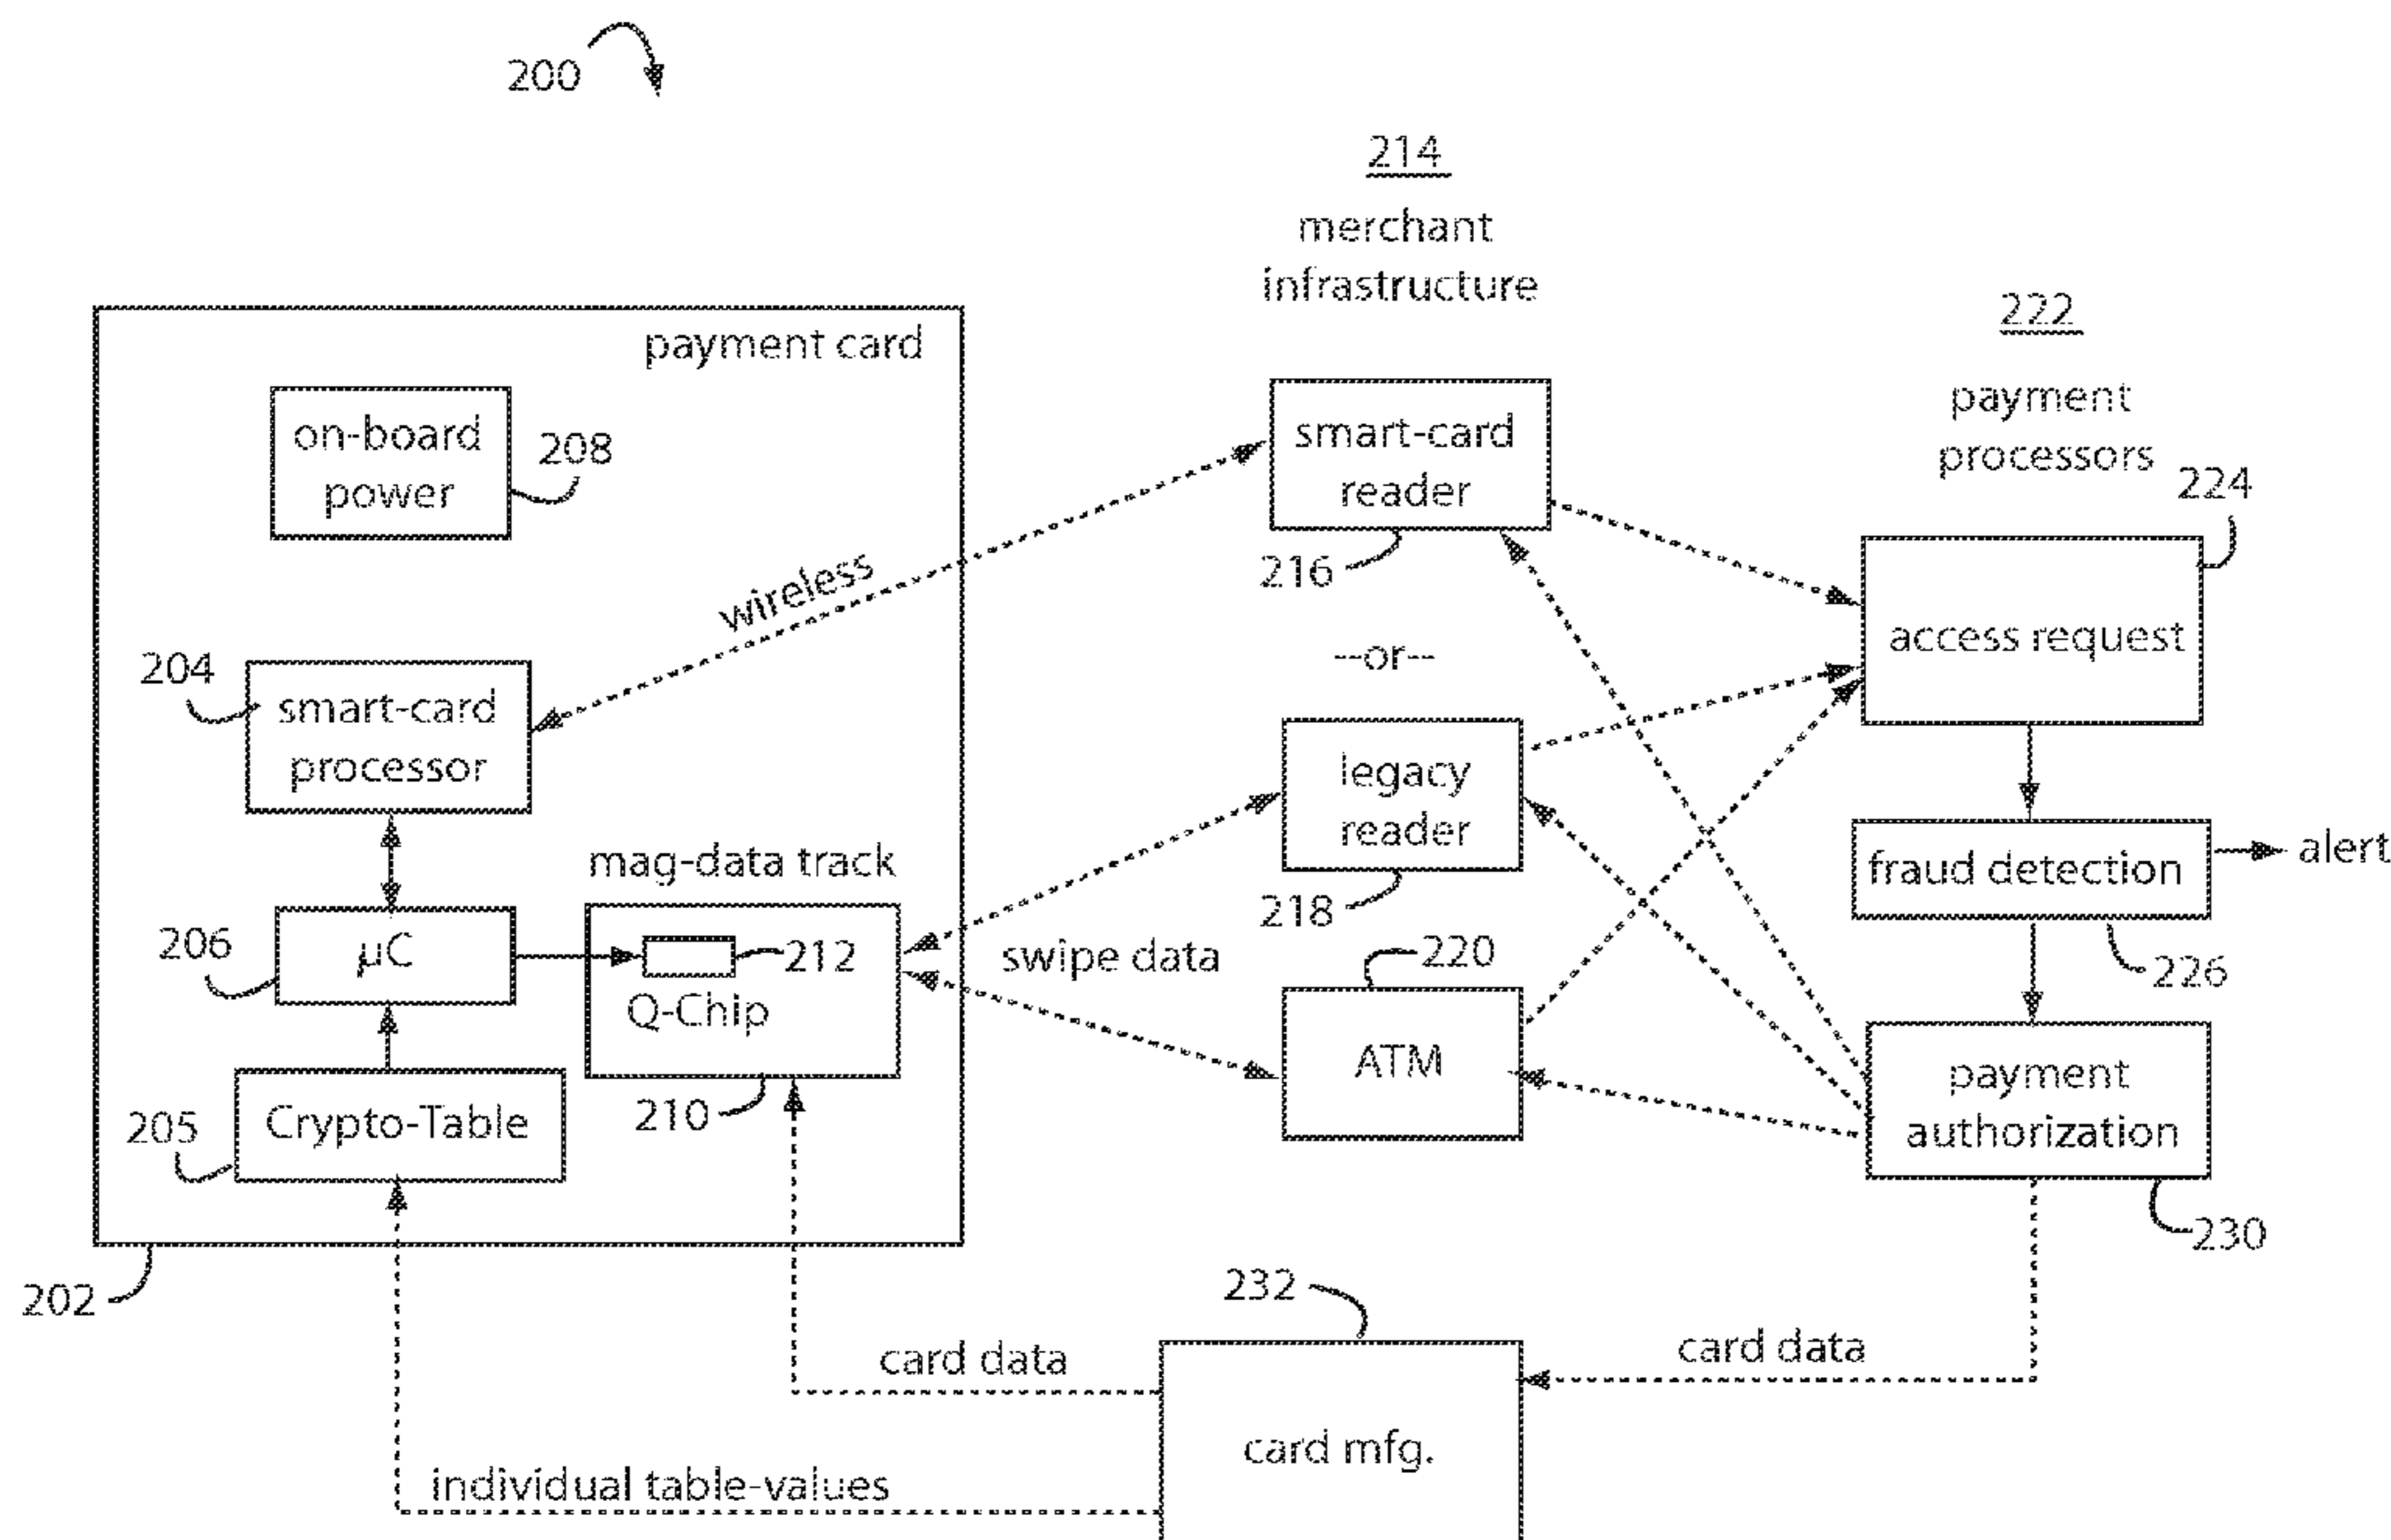 200
214
merchant
infrastructure
222
payment
processors
224
payment card
on-board
power
208
smart-card
reader
216
wireless
access request
--or--
204
smart-card
processor
legacy
reader
218
fraud detection
alert
226
mag-data track
206
µC
212
Q-Chip
210
swipe data
220
ATM
205
Crypto-Table
payment
authorization
230
202
232
card data
card data
card mfg.
individual table-values